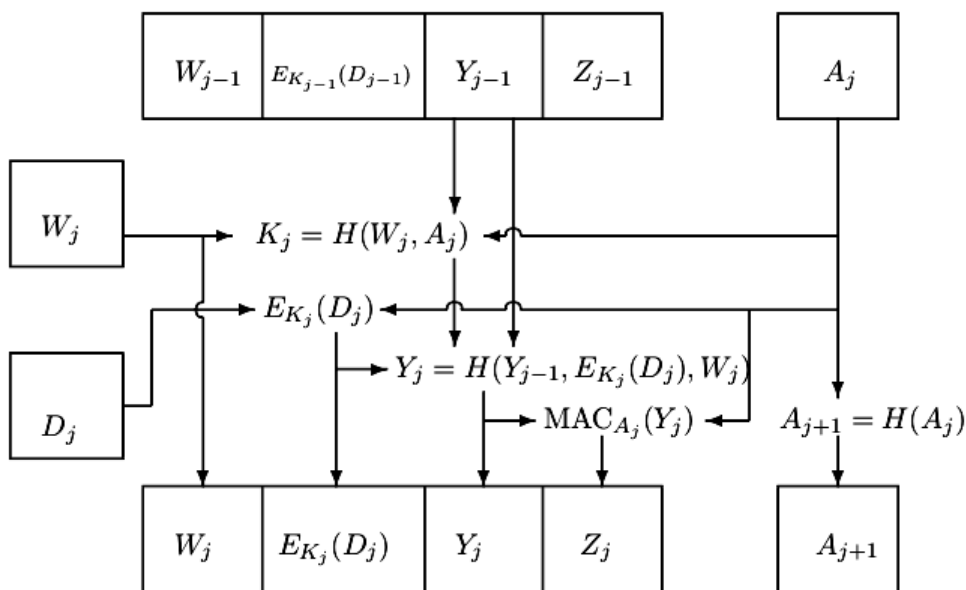 W_{j-1} E_{K_{j-1}}(D_{j-1}) Y_{j-1} Z_{j-1} A_j
W_j
K_j = H(W_j, A_j)
E_{K_j}(D_j)
Y_j = H(Y_{j-1}, E_{K_j}(D_j), W_j)
D_j
MAC_{A_j}(Y_j) A_{j+1} = H(A_j)
W_j E_{K_j}(D_j) Y_j Z_j A_{j+1}